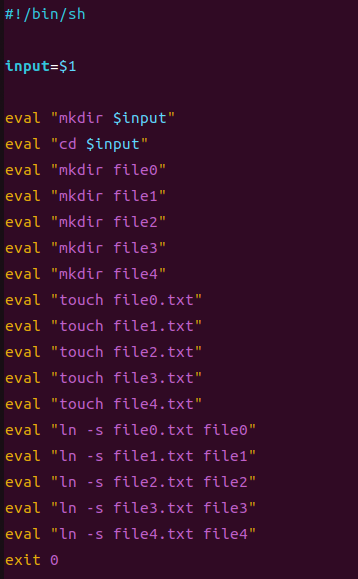 #!/bin/sh
input=$1
eval "mkdir $input"
eval "cd $input"
eval "mkdir file0"
eval "mkdir file1"
eval "mkdir file2"
eval "mkdir file3"
eval "mkdir file4"
eval "touch file0.txt"
eval "touch file1.txt"
eval "touch file2.txt"
eval "touch file3.txt"
eval "touch file4.txt"
eval "ln -s file0.txt file0"
eval "ln -s file1.txt file1"
eval "ln -s file2.txt file2"
eval "ln -s file3.txt file3"
eval "ln -s file4.txt file4"
exit 0